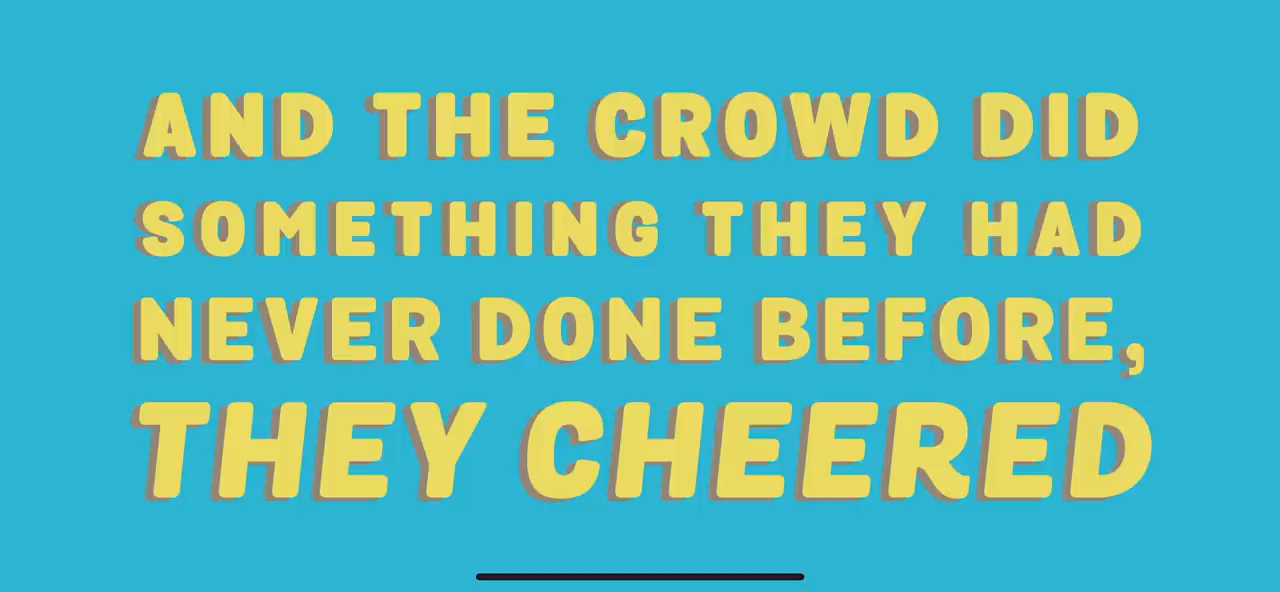 AND THE CROWD DID
SOMETHING THEY HAD
NEVER DONE BEFORE,
THEY CHEERED